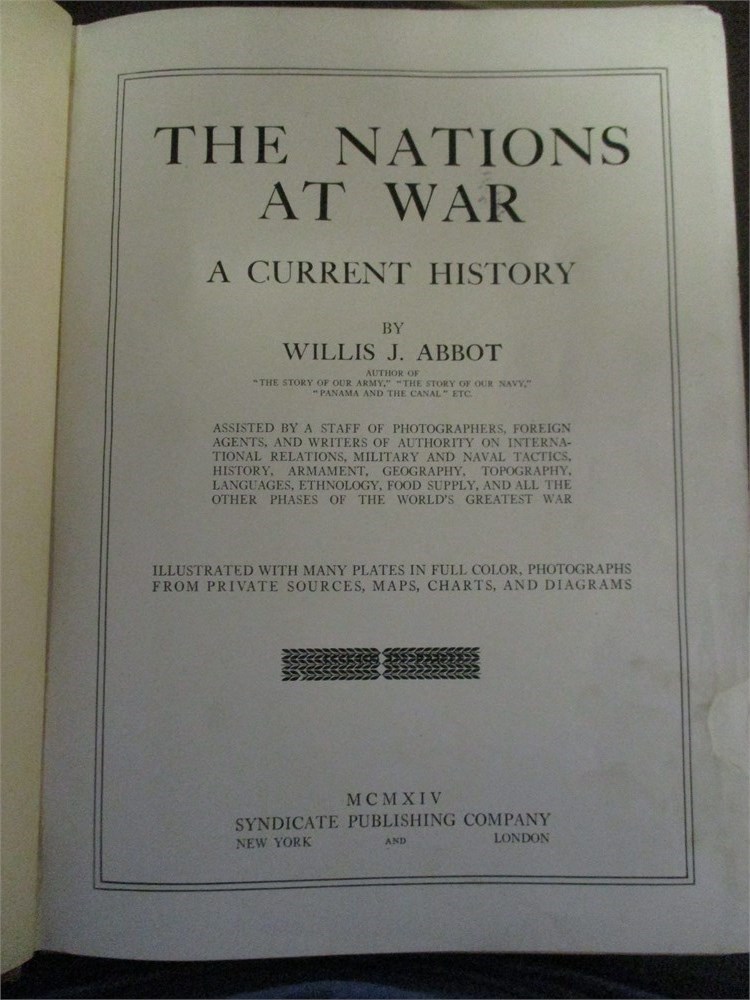 THE NATIONS
AT WAR
A CURRENT HISTORY
BY
WILLIS J. ABBOT
AUTHOR OF
"THE STORY OF OUR ARMY," "THE STORY OF OUR NAVY,"
"PANAMA AND THE CANAL" ETC.
ASSISTED BY A STAFF OF PHOTOGRAPHERS, FOREIGN
AGENTS, AND WRITERS OF AUTHORITY ON INTERNA-
TIONAL RELATIONS, MILITARY AND NAVAL TACTICS,
HISTORY, ARMAMENT, GEOGRAPHY, TOPOGRAPHY,
LANGUAGES, ETHNOLOGY, FOOD SUPPLY, AND ALL THE
OTHER PHASES OF THE WORLD'S GREATEST WAR
ILLUSTRATED WITH MANY PLATES IN FULL COLOR, PHOTOGRAPHS
FROM PRIVATE SOURCES, MAPS, CHARTS, AND DIAGRAMS
MCMXIV
SYNDICATE PUBLISHING COMPANY
NEW YORK AND LONDON